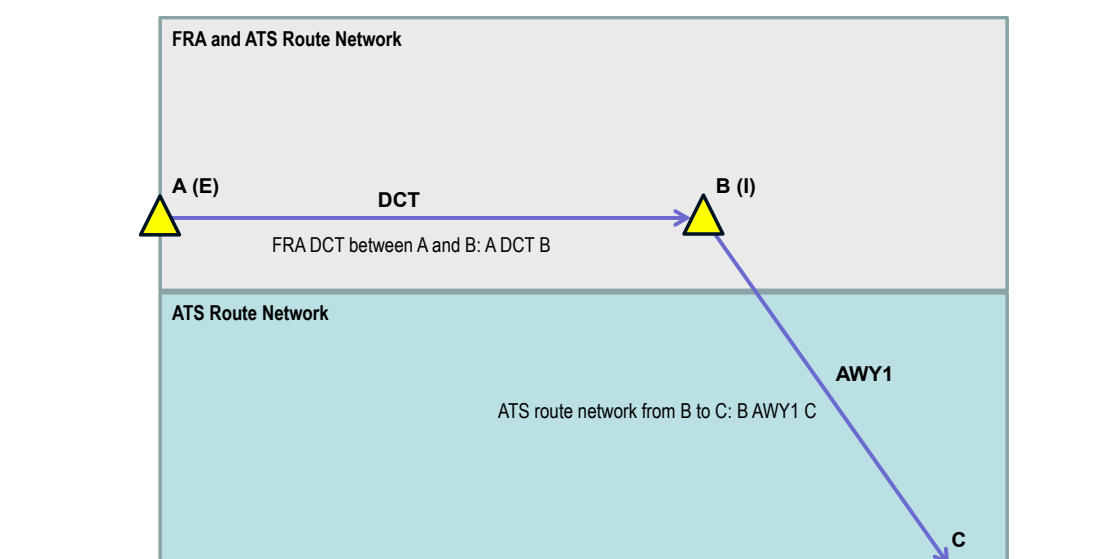 FRA and ATS Route Network
A (E)
B (I)
DCT
FRA DCT between A and B: A DCT B
ATS Route Network
AWY1
ATS route network from B to C: B AWY1 C
C